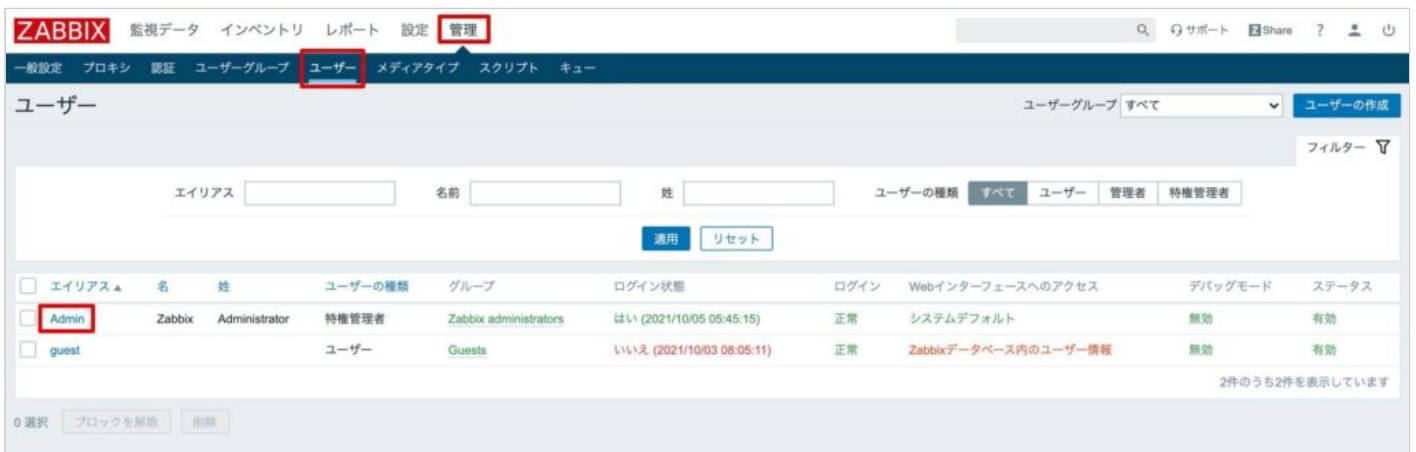 ZABBIX 監視データ インベントリ レポート 設定 管理 サポート Z Share ?
一般設定 プロキシ 認証 ユーザーグループ ユーザー メディアタイプ スクリプト キュー
ユーザー ユーザーグループ すべて ユーザーの作成
フィルター
エイリアス 名前 姓 ユーザーの種類 すべて ユーザー 管理者 特権管理者
適用 リセット
エイリアス ▲ 名 姓 ユーザーの種類 グループ ログイン状態 ログイン Webインターフェースへのアクセス デバッグモード ステータス
Admin Zabbix Administrator 特権管理者 Zabbix administrators はい (2021/10/05 05:45:15) 正常 システムデフォルト 無効 有効
guest ユーザー Guests いいえ (2021/10/03 08:05:11) 正常 Zabbixデータベース内のユーザー情報 無効 有効
2件のうち2件を表示しています
0 選択 ブロックを解除 削除